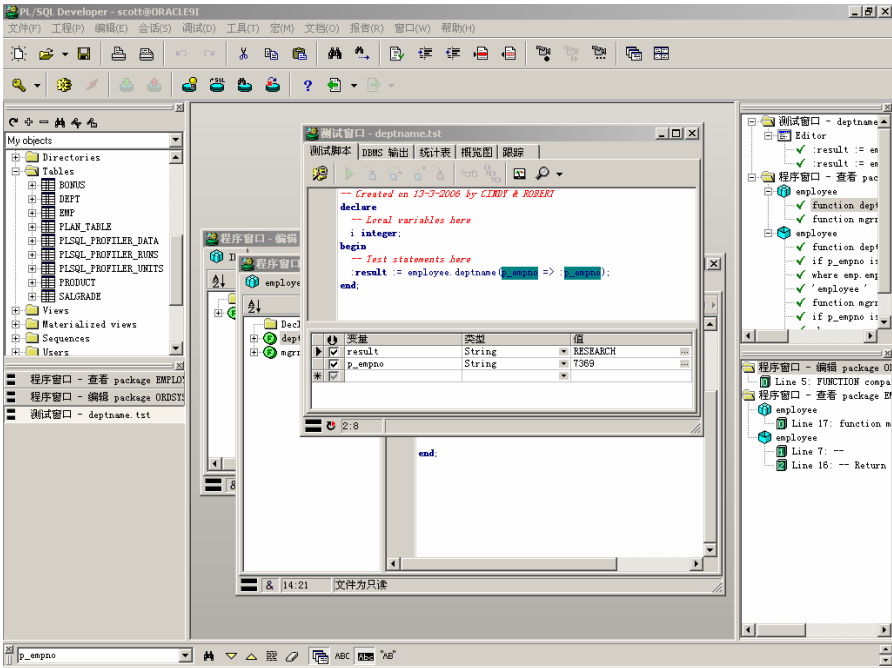 PL/SQL Developer - scott@ORACLE9I
文件(F) 工程(P) 编辑(E) 会话(S) 调试(D) 工具(T) 宏(M) 文档(O) 报告(R) 窗口(W) 帮助(H)
SQL
My objects
Directories
Tables
BONUS
DEPT
EMP
PLAN_TABLE
PLSQL_PROFILER_DATA
PLSQL_PROFILER_RUNS
PLSQL_PROFILER_UNITS
PRODUCT
SALGRADE
Views
Materialized views
Sequences
Users
程序窗口 - 查看 package EMPLO
程序窗口 - 编辑 package ORDSYS
测试窗口 - deptname.tst
程序窗口 - 编辑
程序窗口
employe
Decl
dept
mgrn
end;
& 14:21 文件为只读
测试窗口 - deptname.tst
测试脚本 DBMS 输出 统计表 概览图 跟踪
-- Created on 13-3-2006 by CINDY & ROBERT
declare
-- Local variables here
i integer;
begin
-- Test statements here
:result := employee.deptname(p_empno => :p_empno);
end;
变量 类型 值
result String RESEARCH
p_empno String 7369
2:8
测试窗口 - deptname
Editor
:result := em
:result := em
程序窗口 - 查看 pac
employee
function dept
function mgrn
employee
function dept
if p_empno is
where emp.emp
'employee '
function mgrn
if p_empno is
程序窗口 - 编辑 package OR
Line 5: FUNCTION compa
程序窗口 - 查看 package EM
employee
0 Line 17: function m
employee
1 Line 7: --
2 Line 16: -- Return
p_empno
ABC
Abc
"AB"